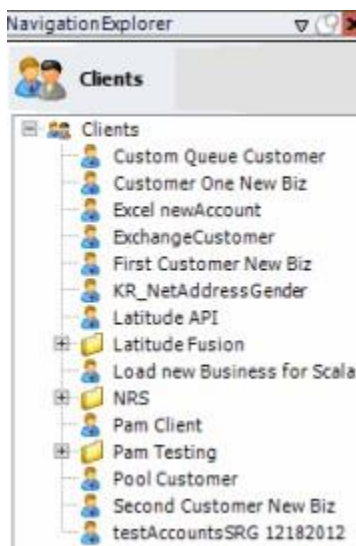 NavigationExplorer
Clients
Clients
Custom Queue Customer
Customer One New Biz
Excel newAccount
ExchangeCustomer
First Customer New Biz
KR_NetAddressGender
Latitude API
Latitude Fusion
Load new Business for Scala
NRS
Pam Client
Pam Testing
Pool Customer
Second Customer New Biz
testAccountsSRG 12182012